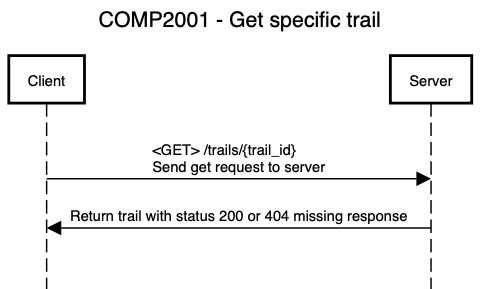 COMP2001 - Get specific trail
Client
Server
<GET> /trails/{trail_id}
Send get request to server
Return trail with status 200 or 404 missing response